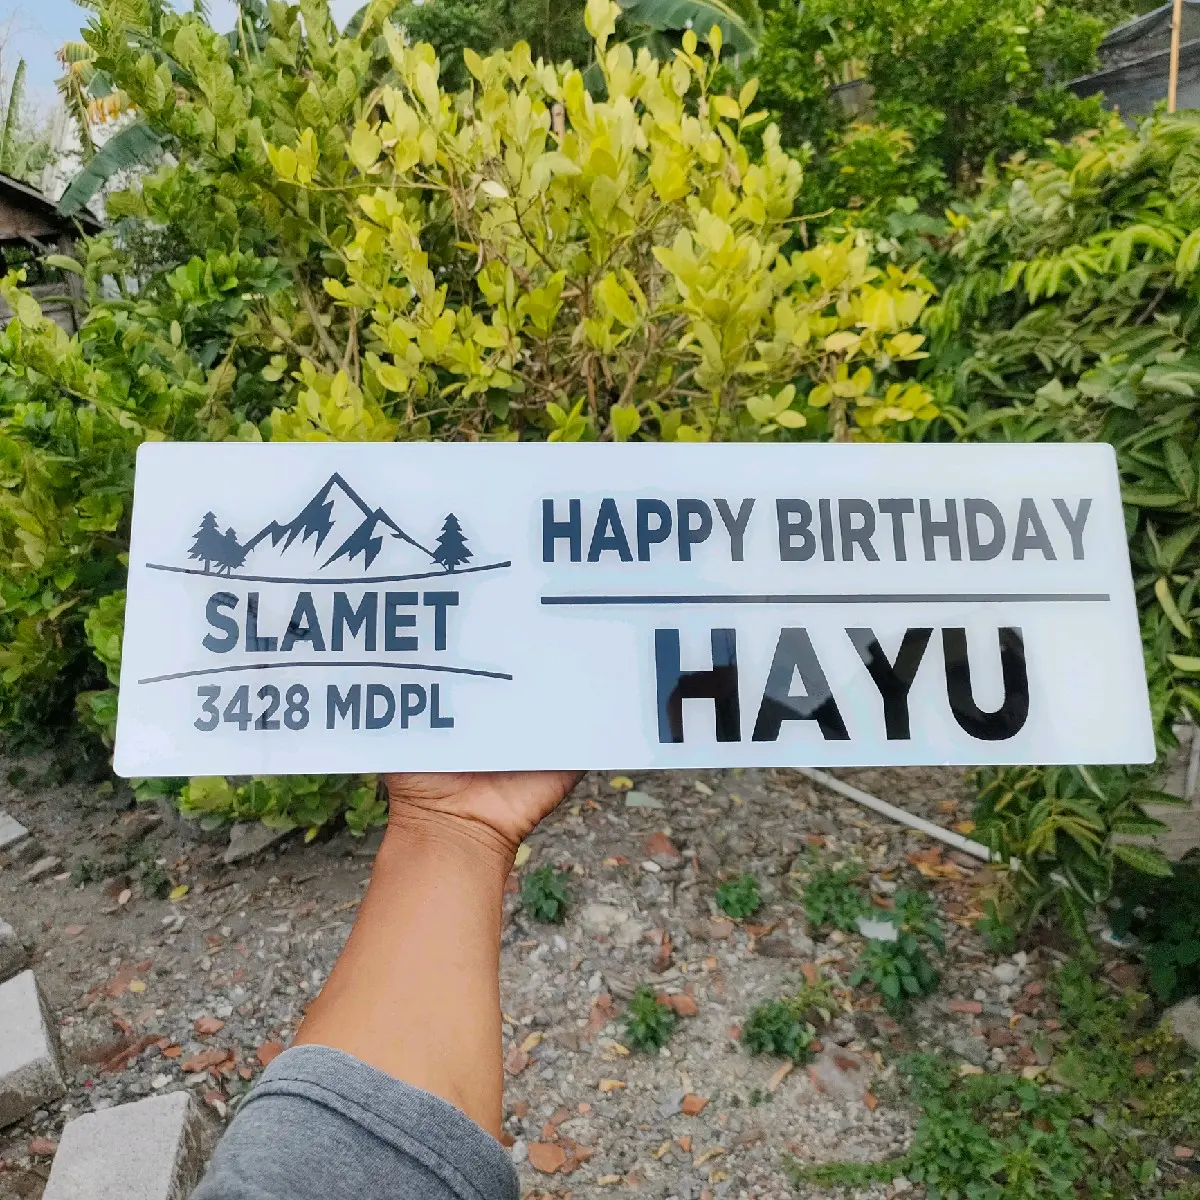 SLAMET
3428 MDPL
HAPPY BIRTHDAY
HAYU